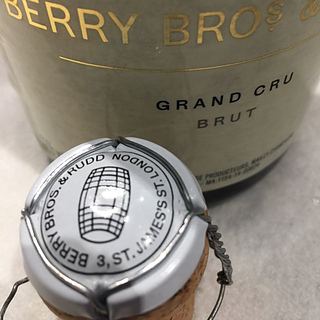 BERRY BROS &
GRAND CRU
BRUT
BERRY BROS. & RUDD LONDON
3, ST. JAMES'S ST.